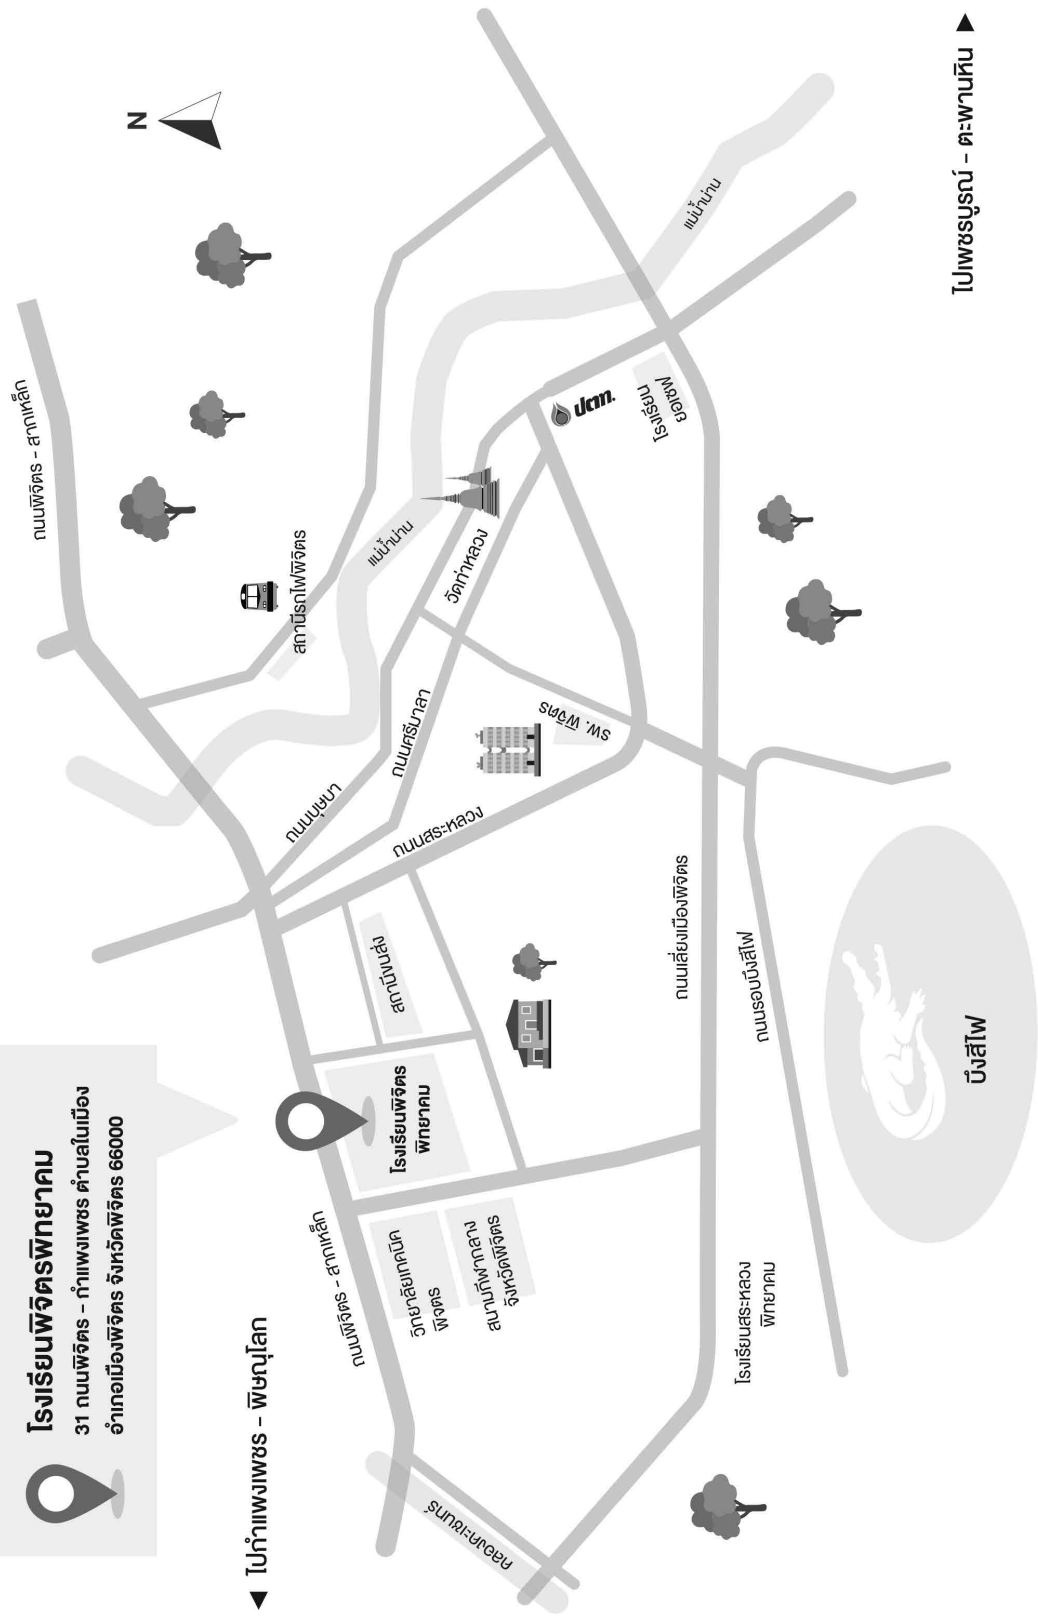 โรงเรียนพิจิตรพิทยาคม
31 ถนนพิจิตร – กำแพงเพชร ตำบลในเมือง
อำเภอเมืองพิจิตร จังหวัดพิจิตร 66000
ถนนพิจิตร - สากเหล็ก
N
◀ ไปกำแพงเพชร - พิษณุโลก
สถานีรถไฟพิจิตร
ถนนพิจิตร - สากเหล็ก
โรงเรียนพิจิตร
พิทยาคม
สถานีขนส่ง
ถนนบุษบา
แม่น้ำน่าน
วิทยาลัยเทคนิค
พิจิตร
ถนนสระหลวง
ถนนศรีมาลา
วัดท่าหลวง
คลองคะเชนทร์
สนามกีฬากลาง
จังหวัดพิจิตร
รพ. พิจิตร
ปตท.
โรงเรียน
ยอเซฟ
แม่น้ำน่าน
ถนนเลี่ยงเมืองพิจิตร
โรงเรียนสระหลวง
พิทยาคม
ถนนรอบบึงสีไฟ
บึงสีไฟ
ไปเพชรบูรณ์ - ตะพานหิน ▶